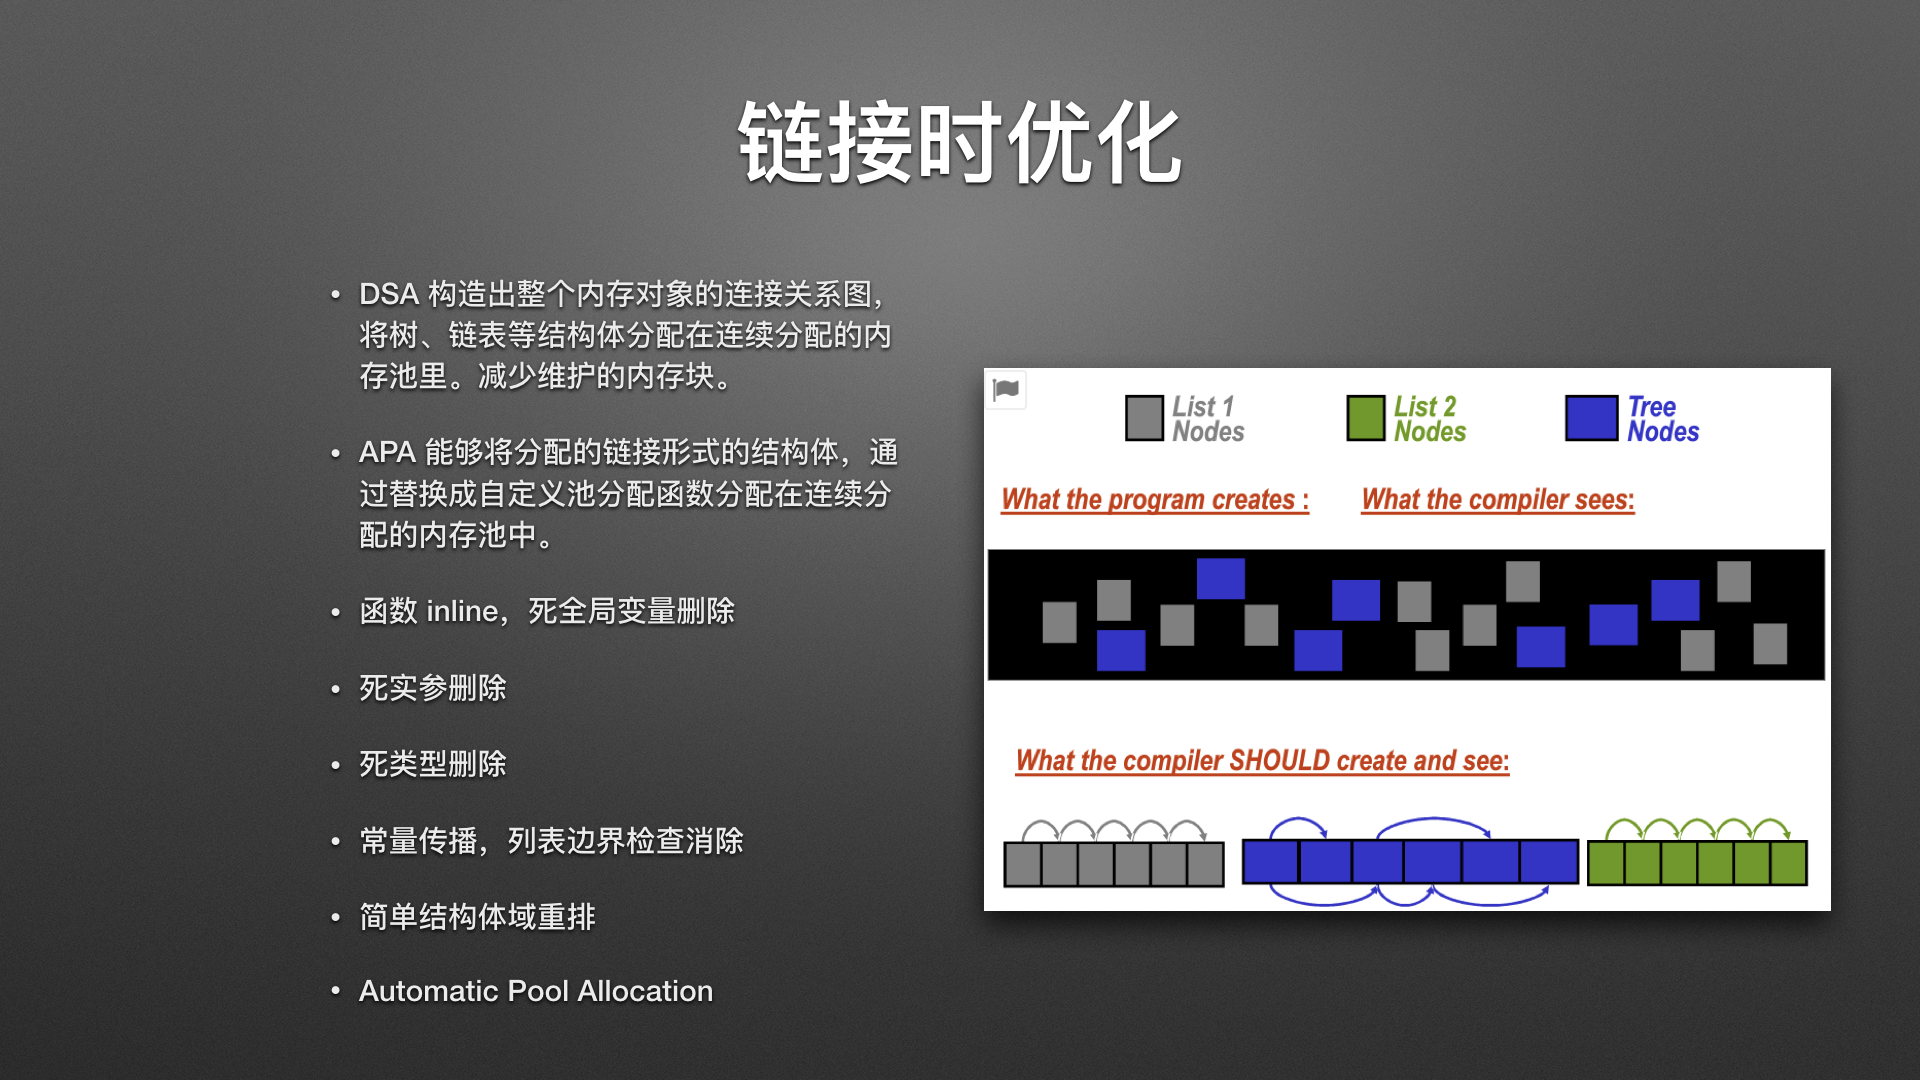 链接时优化
• DSA 构造出整个内存对象的连接关系图，
将树、链表等结构体分配在连续分配的内
存池里。减少维护的内存块。
• APA 能够将分配的链接形式的结构体，通
过替换成自定义池分配函数分配在连续分
配的内存池中。
• 函数 inline，死全局变量删除
• 死实参删除
• 死类型删除
• 常量传播，列表边界检查消除
• 简单结构体域重排
• Automatic Pool Allocation
List 1
Nodes
List 2
Nodes
Tree
Nodes
What the program creates :
What the compiler sees:
What the compiler SHOULD create and see: